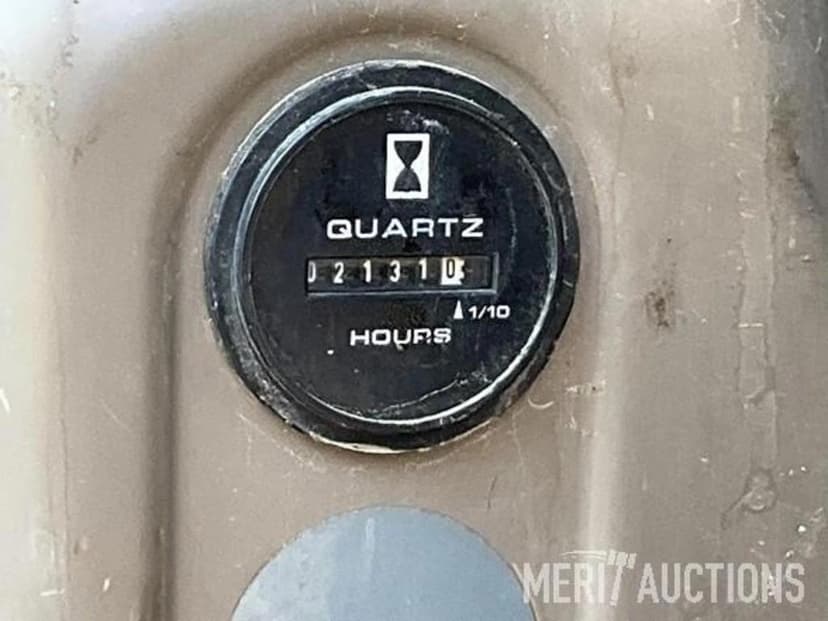 QUARTZ
021310
1/10
HOURS
MERIT AUCTIONS